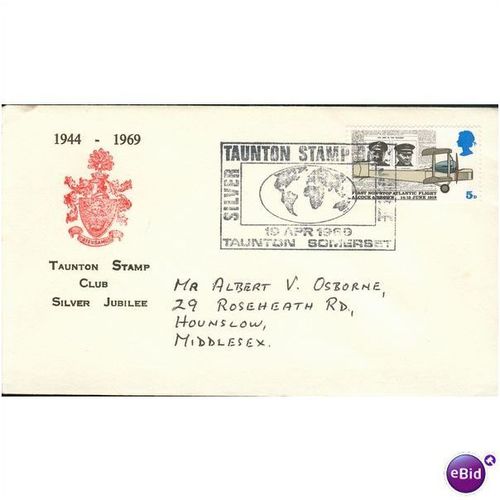 1944 - 1969
TAUNTON STAMP
SILVER
19 APR 1969
TAUNTON SOMERSET
FIRST NON-STOP ATLANTIC FLIGHT
ALCOCK & BROWN 14/15 JUNE 1919
5D
TAUNTON STAMP
CLUB
SILVER JUBILEE
MR ALBERT V. OSBORNE,
29 ROSEHEATH RD,
HOUNSLOW,
MIDDLESEX.
eBid